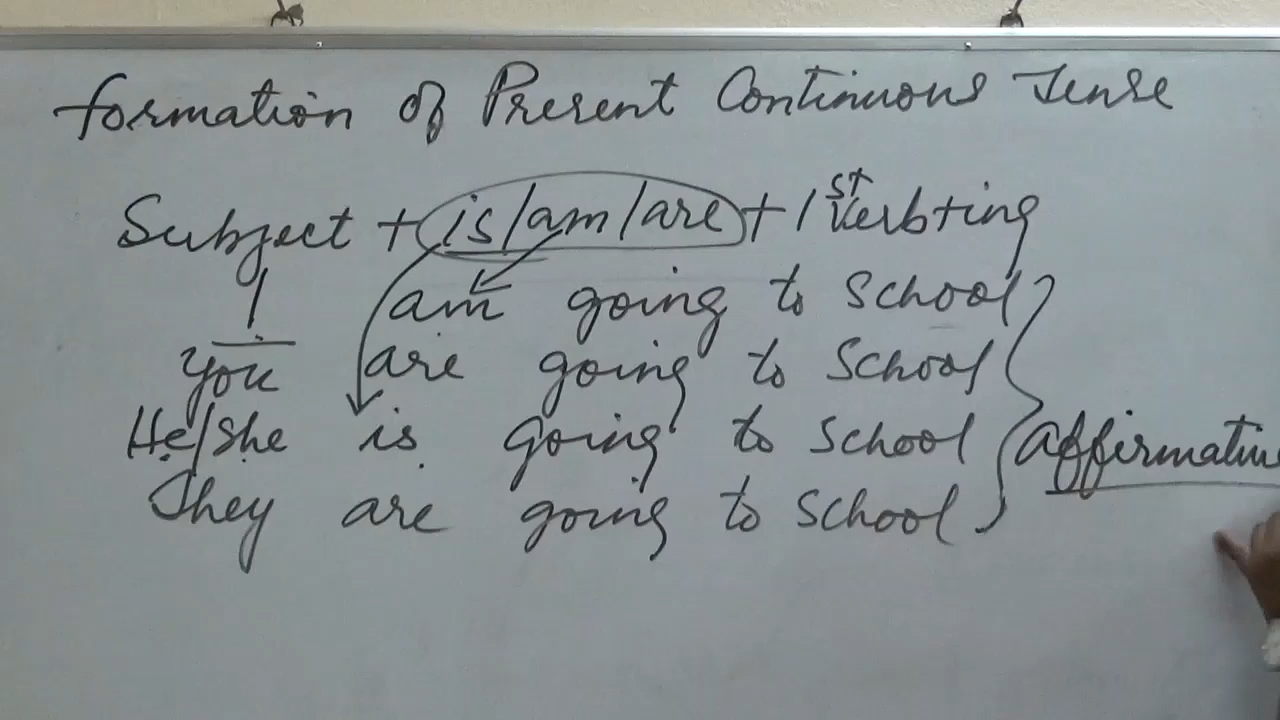 Formation of Present Continuous Tense
Subject + is/am/are + 1st Verb+ing
I am going to School
You are going to School
He/She is going to School
They are going to School
affirmativ